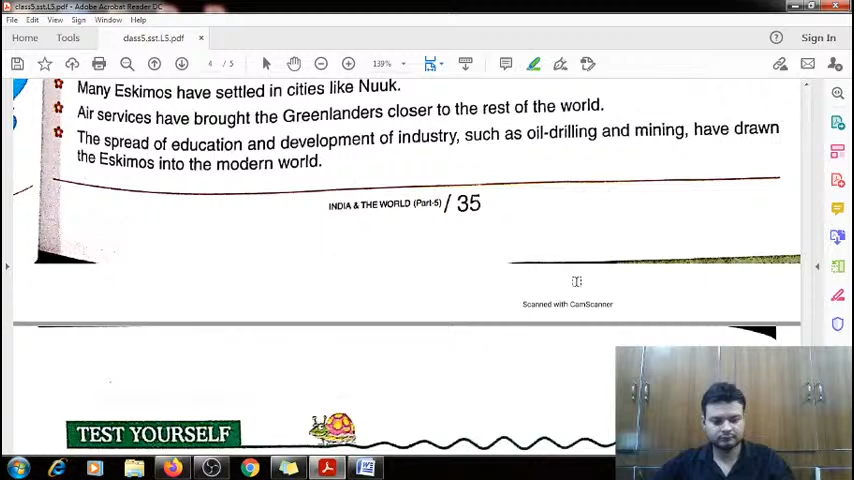 class5.sst.L5.pdf - Adobe Acrobat Reader DC
File Edit View Sign Window Help
Home Tools class5.sst.L5.pdf × Sign In
4 / 5 139%
Many Eskimos have settled in cities like Nuuk.
Air services have brought the Greenlanders closer to the rest of the world.
The spread of education and development of industry, such as oil-drilling and mining, have drawn
the Eskimos into the modern world.
INDIA & THE WORLD (Part-5) / 35
Scanned with CamScanner
TEST YOURSELF